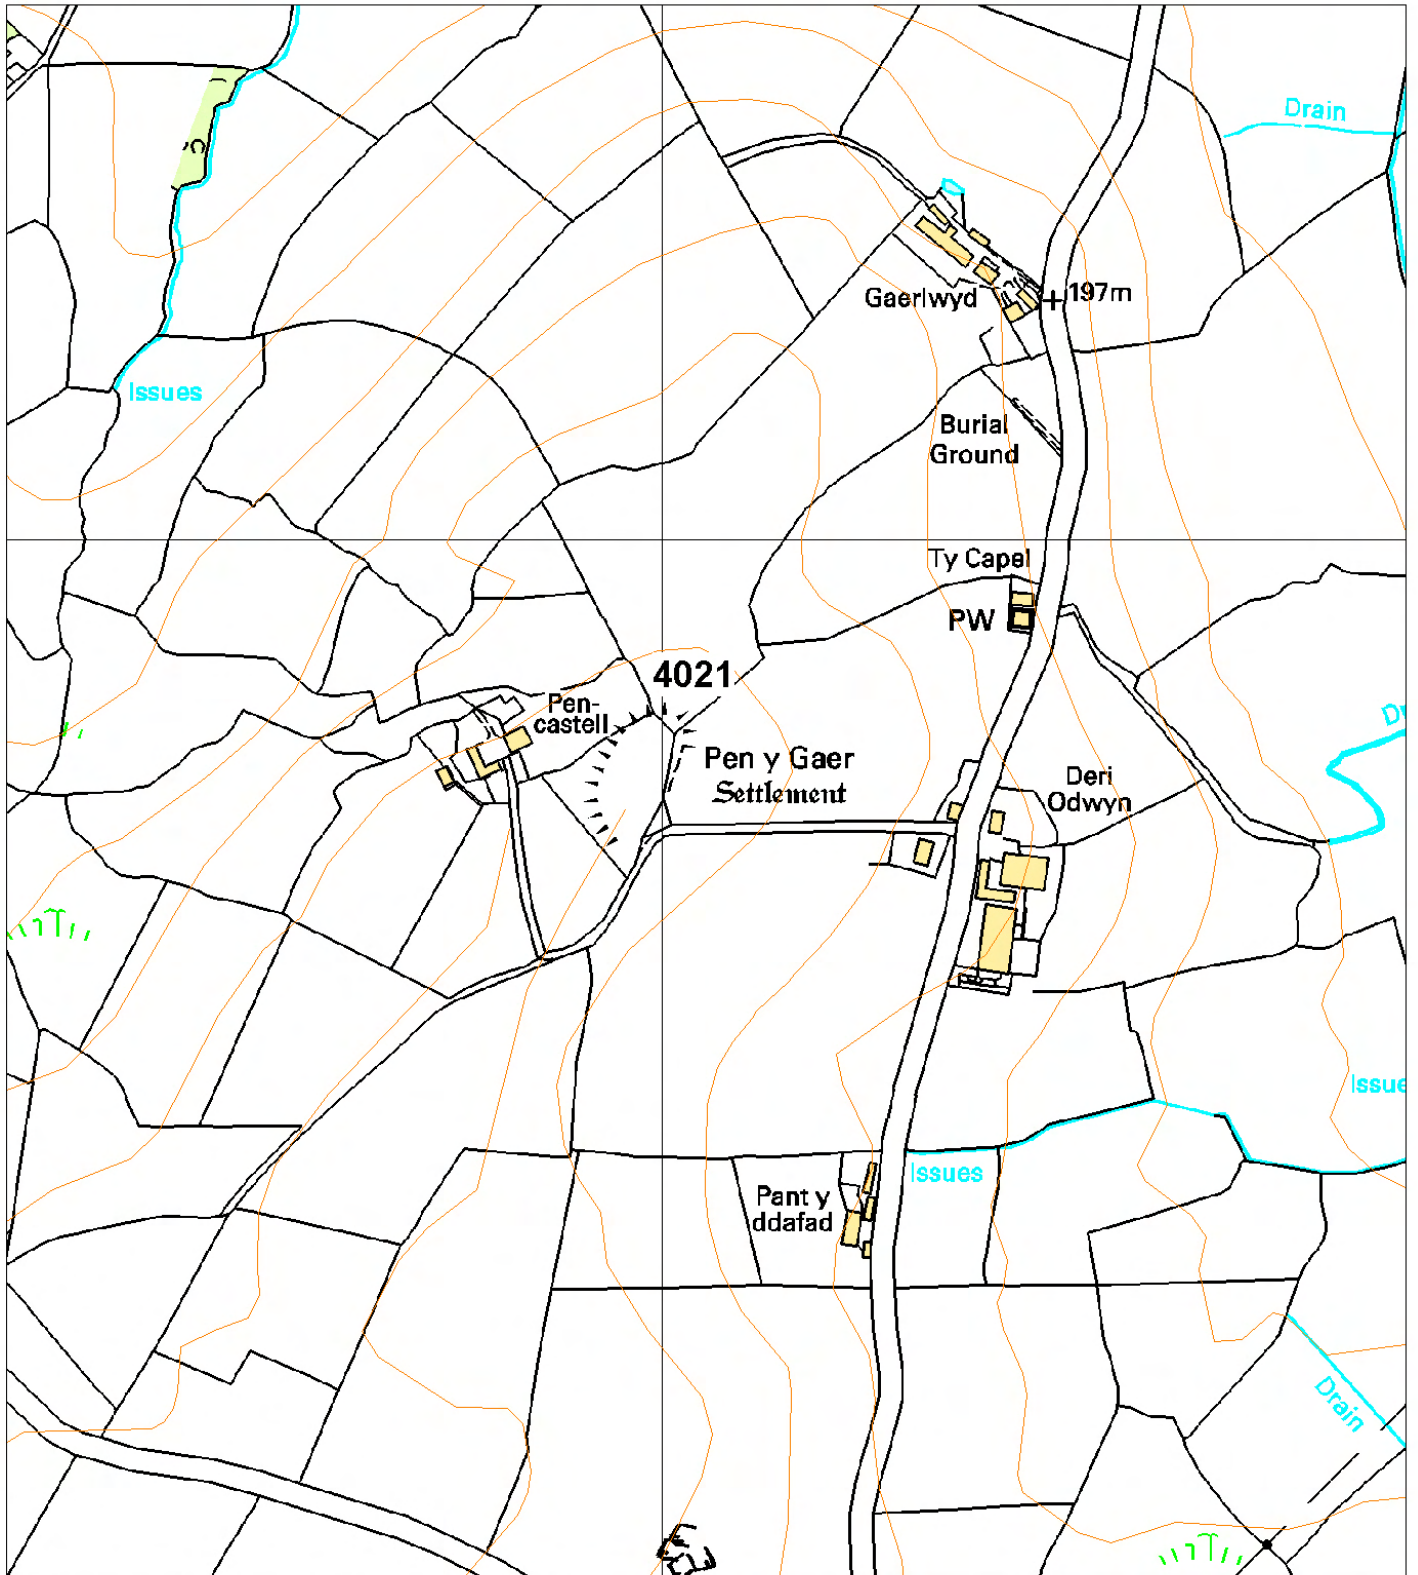 Drain
Gaerlwyd
197m
Issues
Burial
Ground
Ty Capel
PW
4021
Pen-
castell
Pen y Gaer
Settlement
Deri
Odwyn
Issues
Pant y
ddafad
Drain